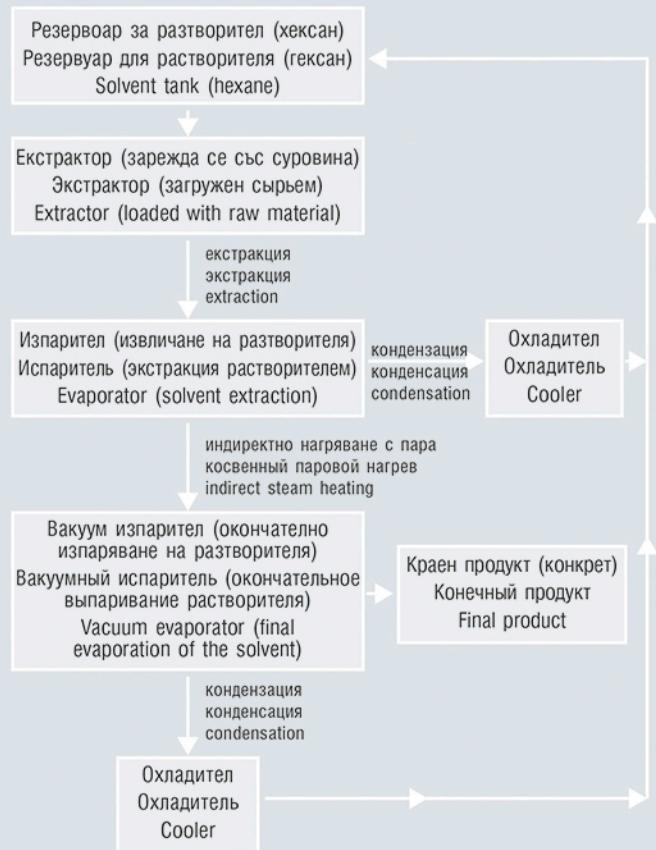 Резервоар за разтворител (хексан)
Резервуар для растворителя (гексан)
Solvent tank (hexane)
Екстрактор (зарежда се със суровина)
Экстрактор (загружен сырьем)
Extractor (loaded with raw material)
екстракция
экстракция
extraction
Изпарител (извличане на разтворителя)
Испаритель (экстракция растворителем)
Evaporator (solvent extraction)
кондензация
конденсация
condensation
Охладител
Охладитель
Cooler
индиректно нагряване с пара
косвенный паровой нагрев
indirect steam heating
Вакуум изпарител (окончателно
изпаряване на разтворителя)
Вакуумный испаритель (окончательное
выпаривание растворителя)
Vacuum evaporator (final
evaporation of the solvent)
Краен продукт (конкрет)
Конечный продукт
Final product
кондензация
конденсация
condensation
Охладител
Охладитель
Cooler